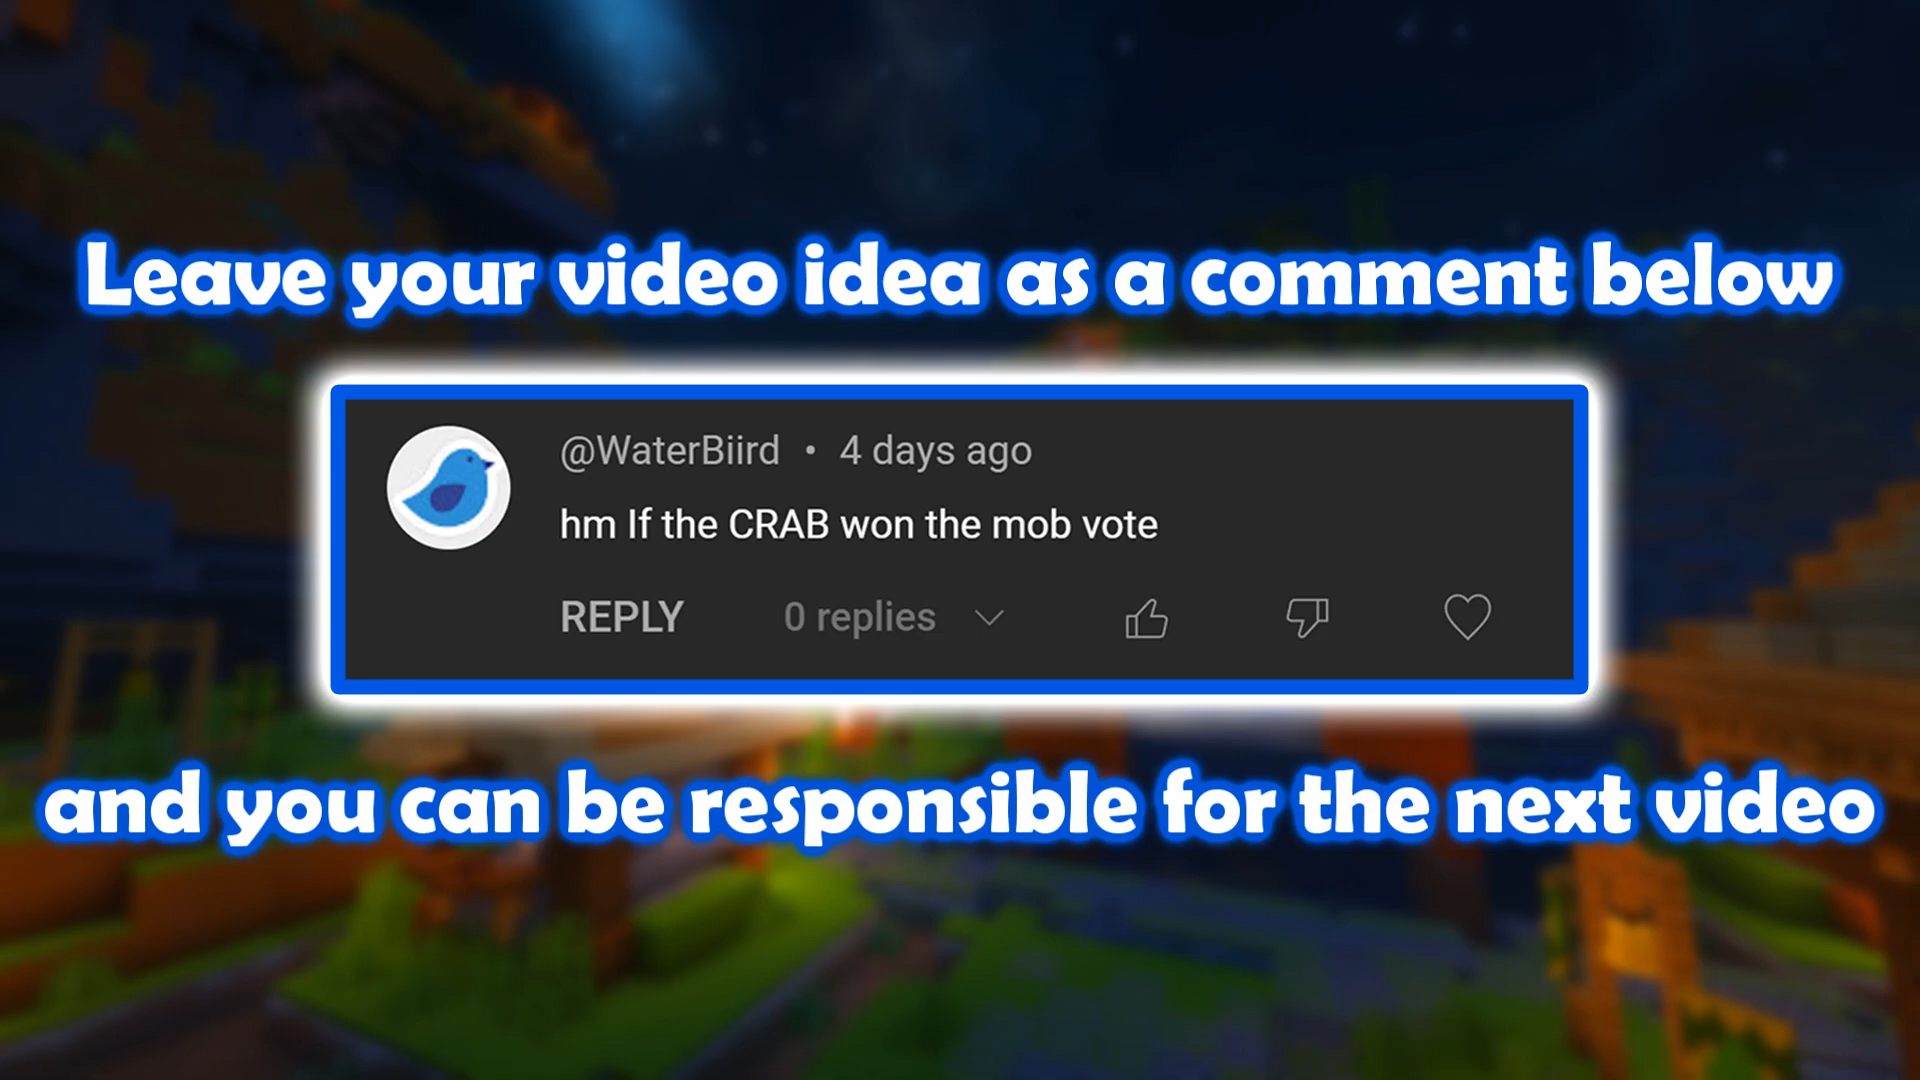 Leave your video idea as a comment below
@WaterBiird • 4 days ago
hm If the CRAB won the mob vote
REPLY 0 replies
and you can be responsible for the next video